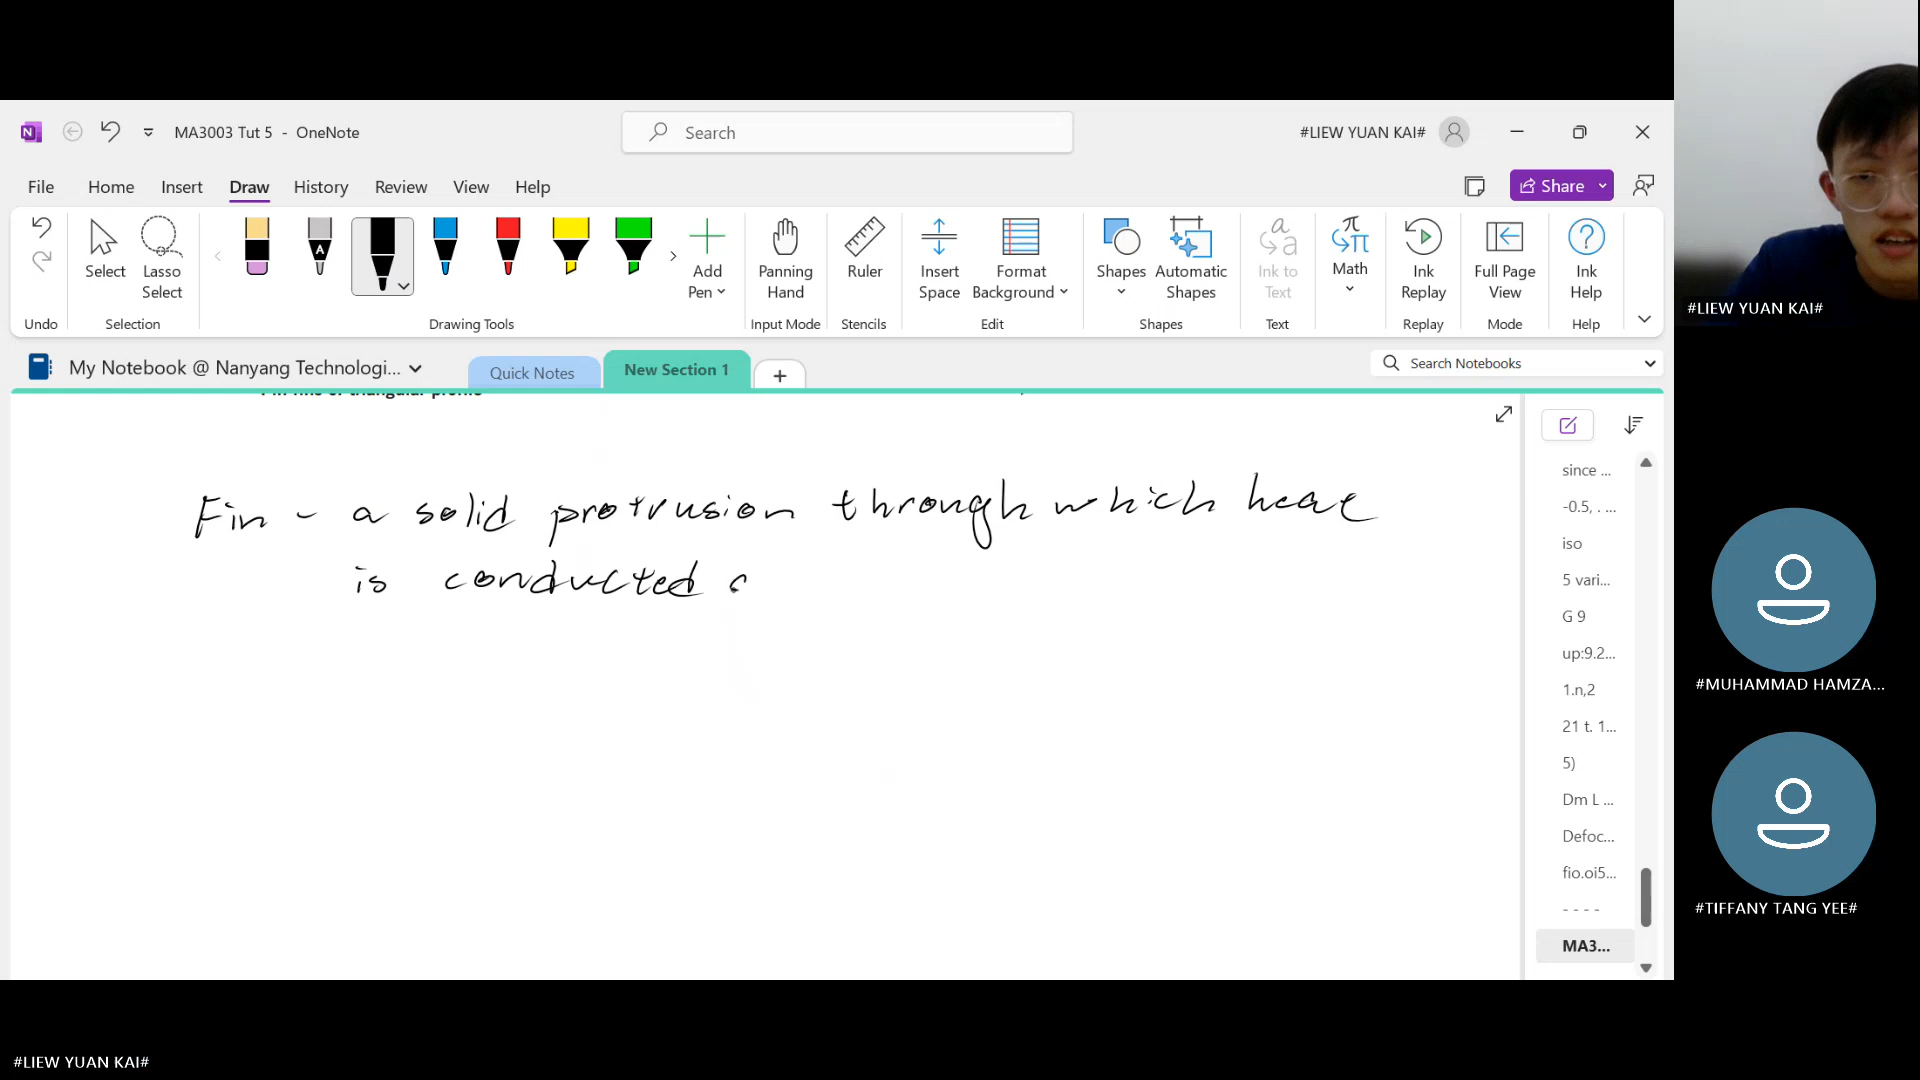 MA3003 Tut 5 - OneNote
Search
#LIEW YUAN KAI#
File Home Insert Draw History Review View Help
Share
Select
Lasso Select
A
Add Pen
Panning Hand
Ruler
Insert Space
Format Background
Shapes
Automatic Shapes
a
a
Ink to Text
π
Math
Ink Replay
Full Page View
Ink Help
Undo
Selection
Drawing Tools
Input Mode
Stencils
Edit
Shapes
Text
Replay
Mode
Help
My Notebook @ Nanyang Technologi...
Quick Notes
New Section 1
Search Notebooks
Fin - a solid protrusion through which heat
is conducted
since ...
-0.5, . ...
iso
5 vari...
G 9
up:9.2...
1.n,2
21 t. 1...
5)
Dm L ...
Defoc...
fio.oi5...
- - - -
MA3...
#LIEW YUAN KAI#
#MUHAMMAD HAMZA...
#TIFFANY TANG YEE#
#LIEW YUAN KAI#